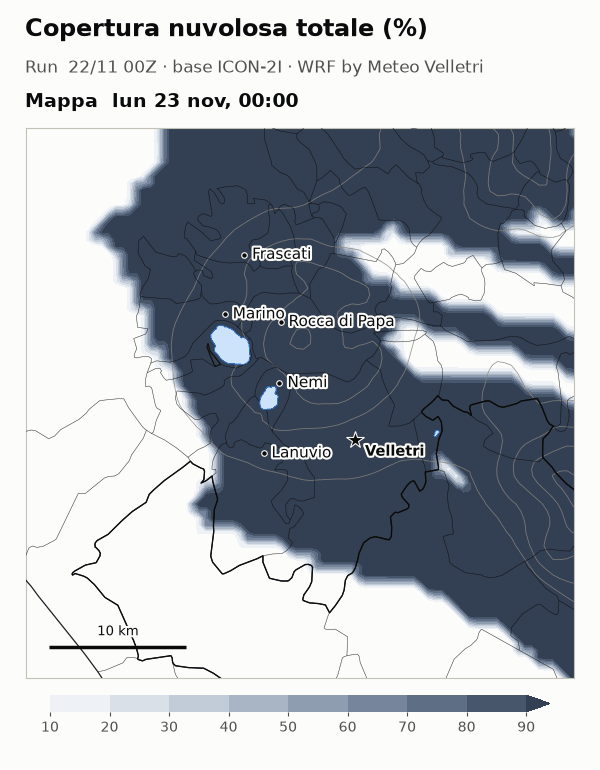 Copertura nuvolosa totale (%)
Run  22/11 00Z · base ICON-2I · WRF by Meteo Velletri
Mappa  lun 23 nov, 00:00
Frascati
Marino
Rocca di Papa
Nemi
Velletri
Lanuvio
10 km
10 20 30 40 50 60 70 80 90